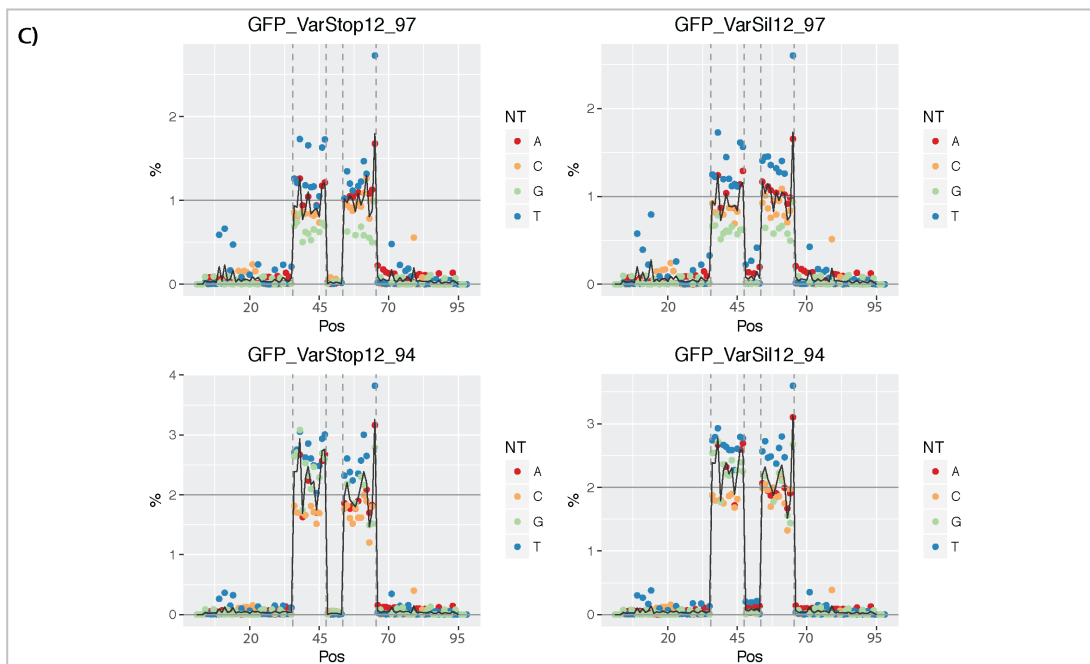 C)
GFP_VarStop12_97
GFP_VarSil12_97
%
2
1
0
20 45 70 95
Pos
NT
A
C
G
T
%
2
1
0
20 45 70 95
Pos
NT
A
C
G
T
GFP_VarStop12_94
GFP_VarSil12_94
%
4
3
2
1
0
20 45 70 95
Pos
NT
A
C
G
T
%
3
2
1
0
20 45 70 95
Pos
NT
A
C
G
T